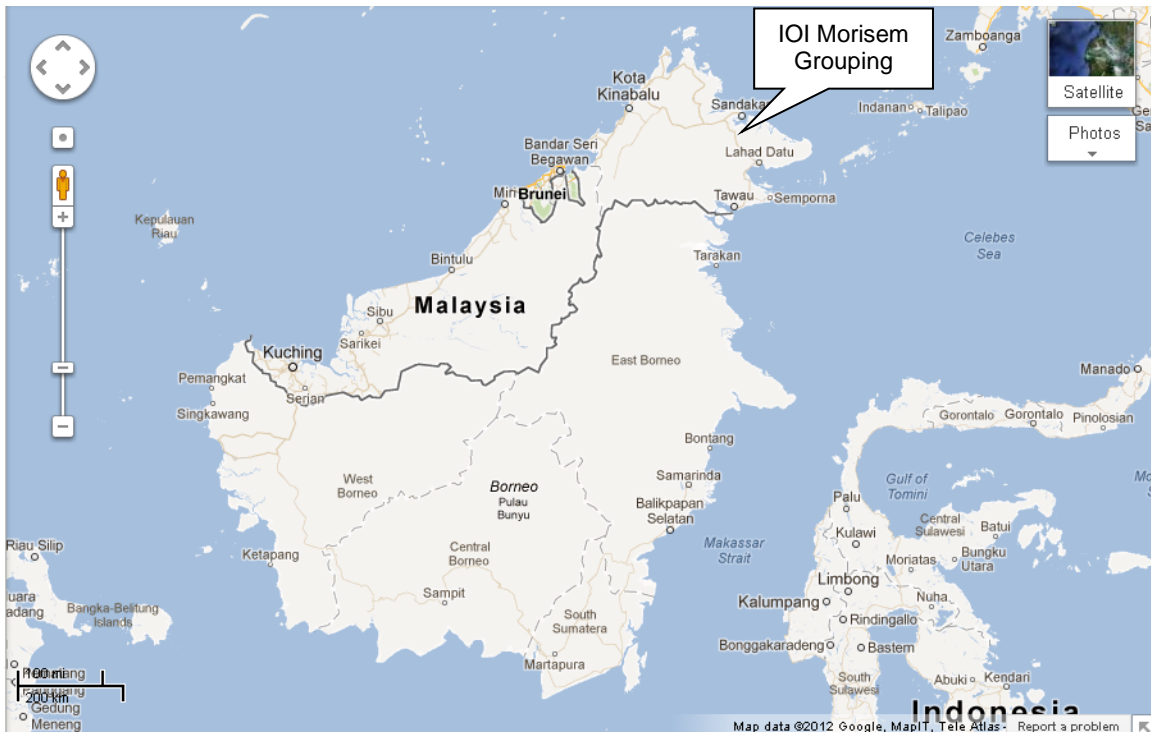 IOI Morisem
Grouping
Zamboanga
Satellite
Photos
Kota
Kinabalu
Indanan
Talipao
Bandar Seri
Begawan
Lahad Datu
Brunei
Tawau
Semporna
Kepulauan
Riau
Celebes
Sea
Tarakan
Bintulu
Malaysia
Sibu
Sarikei
Kuching
East Borneo
Manado
Pemangkat
Serian
Singkawang
Gorontalo
Gorontalo
Pinolosian
Bontang
West
Borneo
Borneo
Pulau
Bunyu
Samarinda
Gulf of
Tomini
Balikpapan
Selatan
Palu
Central
Sulawesi
Batui
Kulawi
Riau Silip
Makassar
Strait
Ketapang
Central
Borneo
Moriatas
Bungku
Utara
Limbong
Sampit
Kalumpang
Nuha
Bangka-Belitung
Islands
South
Sumatera
Rindingallo
Bonggakaradeng
Bastem
Martapura
100 mi
200 km
South
Sulawesi
Abuki
Kendari
Gedung
Meneng
Indonesia
Map data ©2012 Google, MapIT, Tele Atlas - Report a problem